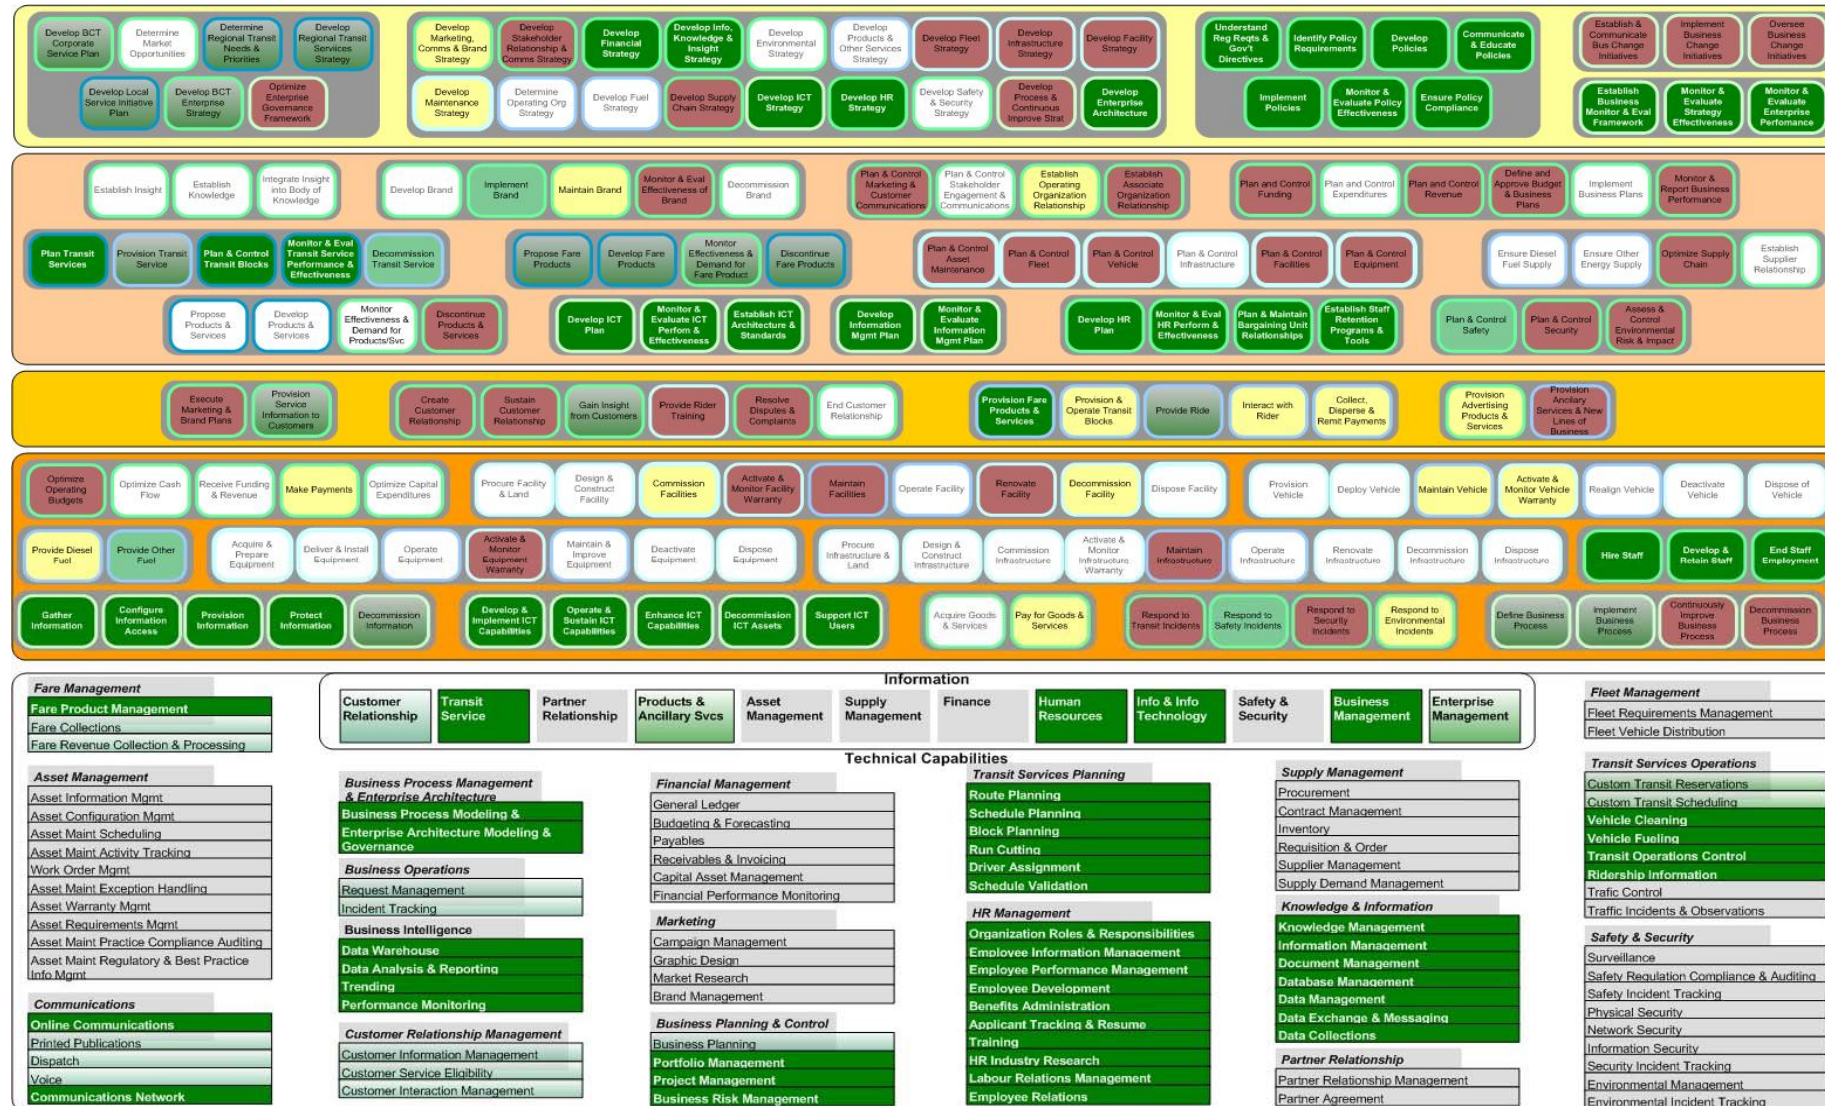 Develop BCT
Corporate
Service Plan
Determine
Market
Opportunities
Determine
Regional Transit
Needs &
Priorities
Develop
Regional Transit
Services
Strategy
Develop Local
Service Initiative
Plan
Develop BCT
Enterprise
Strategy
Optimize
Enterprise
Governance
Framework
Develop
Marketing,
Comms & Brand
Strategy
Develop
Stakeholder
Relationship &
Comms Strategy
Develop
Financial
Strategy
Develop Info,
Knowledge &
Insight
Strategy
Develop
Environmental
Strategy
Develop
Products &
Other Services
Strategy
Develop Fleet
Strategy
Develop
Infrastructure
Strategy
Develop Facility
Strategy
Develop
Maintenance
Strategy
Determine
Operating Org
Strategy
Develop Fuel
Strategy
Develop Supply
Chain Strategy
Develop ICT
Strategy
Develop HR
Strategy
Develop Safety
& Security
Strategy
Develop
Process &
Continuous
Improve Strat
Develop
Enterprise
Architecture
Understand
Reg Reqts &
Gov't
Directives
Identify Policy
Requirements
Develop
Policies
Communicate
& Educate
Policies
Implement
Policies
Monitor &
Evaluate Policy
Effectiveness
Ensure Policy
Compliance
Establish &
Communicate
Bus Change
Initiatives
Implement
Business
Change
Initiatives
Oversee
Business
Change
Initiatives
Establish
Business
Monitor & Eval
Framework
Monitor &
Evaluate
Strategy
Effectiveness
Monitor &
Evaluate
Enterprise
Perfomance
Establish Insight
Establish
Knowledge
Integrate Insight
into Body of
Knowledge
Develop Brand
Implement
Brand
Maintain Brand
Monitor & Eval
Effectiveness of
Brand
Decommission
Brand
Plan & Control
Marketing &
Customer
Communications
Plan & Control
Stakeholder
Engagement &
Communications
Establish
Operating
Organization
Relationship
Establish
Associate
Organization
Relationship
Plan and Control
Funding
Plan and Control
Expenditures
Plan and Control
Revenue
Define and
Approve Budget
& Business
Plans
Implement
Business Plans
Monitor &
Report Business
Performance
Plan Transit
Services
Provision Transit
Service
Plan & Control
Transit Blocks
Monitor & Eval
Transit Service
Performance &
Effectiveness
Decommission
Transit Service
Propose Fare
Products
Develop Fare
Products
Monitor
Effectiveness &
Demand for
Fare Product
Discontinue
Fare Products
Plan & Control
Asset
Maintenance
Plan & Control
Fleet
Plan & Control
Vehicle
Plan & Control
Infrastructure
Plan & Control
Facilities
Plan & Control
Equipment
Ensure Diesel
Fuel Supply
Ensure Other
Energy Supply
Optimize Supply
Chain
Establish
Supplier
Relationship
Propose
Products &
Services
Develop
Products &
Services
Monitor
Effectiveness &
Demand for
Products/Svc
Discontinue
Products &
Services
Develop ICT
Plan
Monitor &
Evaluate ICT
Perfom &
Effectiveness
Establish ICT
Architecture &
Standards
Develop
Information
Mgmt Plan
Monitor &
Evaluate
Information
Mgmt Plan
Develop HR
Plan
Monitor & Eval
HR Perform &
Effectiveness
Plan & Maintain
Bargaining Unit
Relationships
Establish Staff
Retention
Programs &
Tools
Plan & Control
Safety
Plan & Control
Security
Assess &
Control
Environmental
Risk & Impact
Execute
Marketing &
Brand Plans
Provision
Service
Information to
Customers
Create
Customer
Relationship
Sustain
Customer
Relationship
Gain Insight
from Customers
Provide Rider
Training
Resolve
Disputes &
Complaints
End Customer
Relationship
Provision Fare
Products &
Services
Provision &
Operate Transit
Blocks
Provide Ride
Interact with
Rider
Collect,
Disperse &
Remit Payments
Provision
Advertising
Products &
Services
Provision
Ancilary
Services & New
Lines of
Business
Optimize
Operating
Budgets
Optimize Cash
Flow
Receive Funding
& Revenue
Make Payments
Optimize Capital
Expenditures
Procure Facility
& Land
Design &
Construct
Facility
Commission
Facilities
Activate &
Monitor Facility
Warranty
Maintain
Facilities
Operate Facility
Renovate
Facility
Decommission
Facility
Dispose Facility
Provision
Vehicle
Deploy Vehicle
Maintain Vehicle
Activate &
Monitor Vehicle
Warranty
Realign Vehicle
Deactivate
Vehicle
Dispose of
Vehicle
Provide Diesel
Fuel
Provide Other
Fuel
Acquire &
Prepare
Equipment
Deliver & Install
Equipment
Operate
Equipment
Activate &
Monitor
Equipment
Warranty
Maintain &
Improve
Equipment
Deactivate
Equipment
Dispose
Equipment
Procure
Infrastructure &
Land
Design &
Construct
Infrastructure
Commission
Infrastructure
Activate &
Monitor
Infrastructure
Warranty
Maintain
Infrastructure
Operate
Infrastructure
Renovate
Infrastructure
Decommission
Infrastructure
Dispose
Infrastructure
Hire Staff
Develop &
Retain Staff
End Staff
Employment
Gather
Information
Configure
Information
Access
Provision
Information
Protect
Information
Decommission
Information
Develop &
Implement ICT
Capabilities
Operate &
Sustain ICT
Capabilities
Enhance ICT
Capabilities
Decommission
ICT Assets
Support ICT
Users
Acquire Goods
& Services
Pay for Goods &
Services
Respond to
Transit Incidents
Respond to
Safety Incidents
Respond to
Security
Incidents
Respond to
Environmental
Incidents
Define Business
Process
Implement
Business
Process
Continuously
Improve
Business
Process
Decommission
Business
Process
Information
Customer
Relationship
Transit
Service
Partner
Relationship
Products &
Ancillary Svcs
Asset
Management
Supply
Management
Finance
Human
Resources
Info & Info
Technology
Safety &
Security
Business
Management
Enterprise
Management
Technical Capabilities
Fare Management
Fare Product Management
Fare Collections
Fare Revenue Collection & Processing
Asset Management
Asset Information Mgmt
Asset Configuration Mgmt
Asset Maint Scheduling
Asset Maint Activity Tracking
Work Order Mgmt
Asset Maint Exception Handling
Asset Warranty Mgmt
Asset Requirements Mgmt
Asset Maint Practice Compliance Auditing
Asset Maint Regulatory & Best Practice
Info Mgmt
Communications
Online Communications
Printed Publications
Dispatch
Voice
Communications Network
Business Process Management
& Enterprise Architecture
Business Process Modeling &
Enterprise Architecture Modeling &
Governance
Business Operations
Request Management
Incident Tracking
Business Intelligence
Data Warehouse
Data Analysis & Reporting
Trending
Performance Monitoring
Customer Relationship Management
Customer Information Management
Customer Service Eligibility
Customer Interaction Management
Financial Management
General Ledger
Budgeting & Forecasting
Payables
Receivables & Invoicing
Capital Asset Management
Financial Performance Monitoring
Marketing
Campaign Management
Graphic Design
Market Research
Brand Management
Business Planning & Control
Business Planning
Portfolio Management
Project Management
Business Risk Management
Transit Services Planning
Route Planning
Schedule Planning
Block Planning
Run Cutting
Driver Assignment
Schedule Validation
HR Management
Organization Roles & Responsibilities
Employee Information Management
Employee Performance Management
Employee Development
Benefits Administration
Applicant Tracking & Resume
Training
HR Industry Research
Labour Relations Management
Employee Relations
Supply Management
Procurement
Contract Management
Inventory
Requisition & Order
Supplier Management
Supply Demand Management
Knowledge & Information
Knowledge Management
Information Management
Document Management
Database Management
Data Management
Data Exchange & Messaging
Data Collections
Partner Relationship
Partner Relationship Management
Partner Agreement
Fleet Management
Fleet Requirements Management
Fleet Vehicle Distribution
Transit Services Operations
Custom Transit Reservations
Custom Transit Scheduling
Vehicle Cleaning
Vehicle Fueling
Transit Operations Control
Ridership Information
Trafic Control
Traffic Incidents & Observations
Safety & Security
Surveillance
Safety Regulation Compliance & Auditing
Safety Incident Tracking
Physical Security
Network Security
Information Security
Security Incident Tracking
Environmental Management
Environmental Incident Tracking